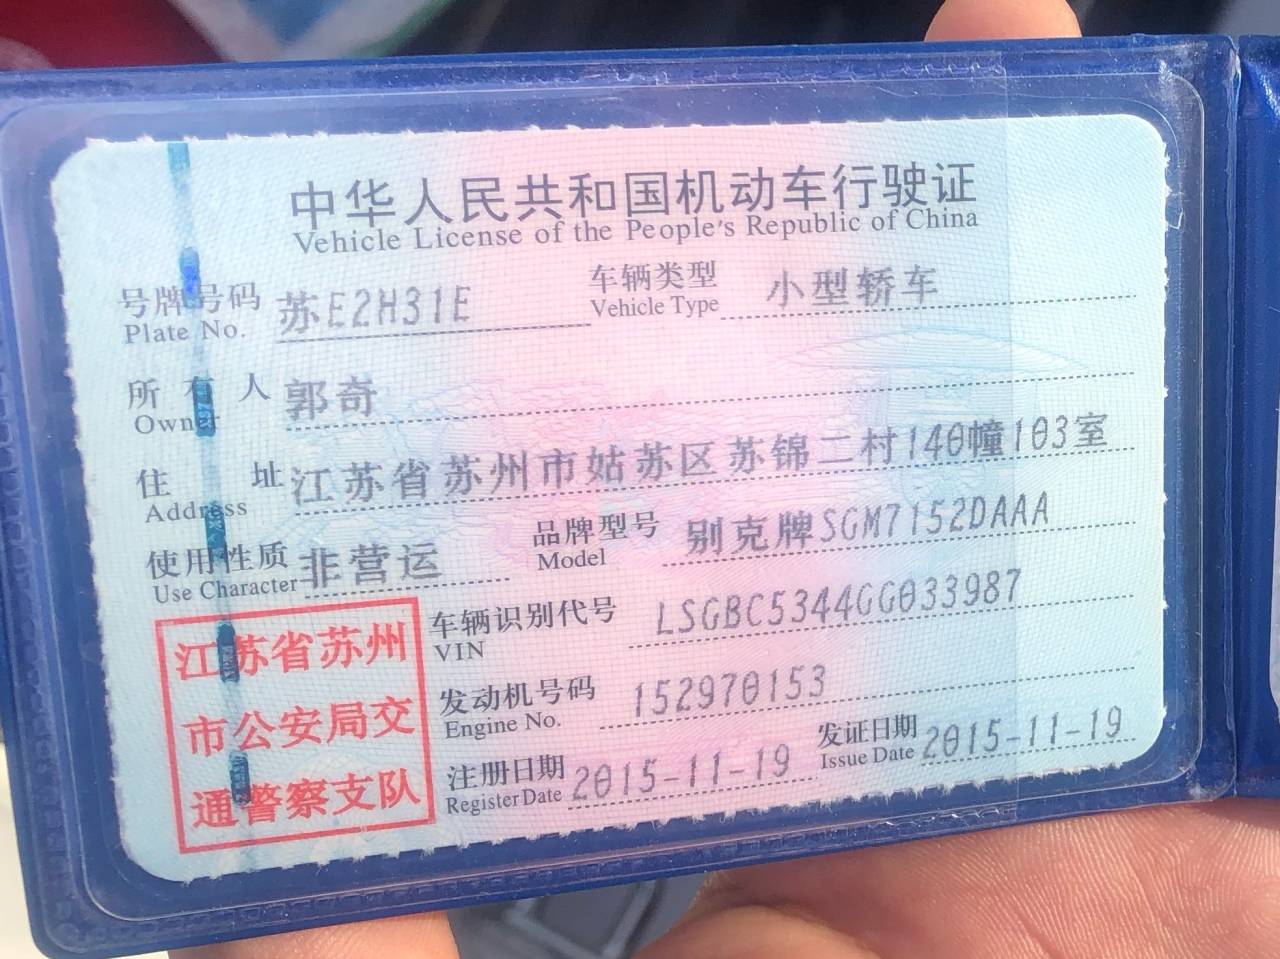 中华人民共和国机动车行驶证
Vehicle License of the People's Republic of China
号牌号码 苏E2H31E 车辆类型 小型轿车
Plate No. Vehicle Type
所有人 郭奇
Owner
住址 江苏省苏州市姑苏区苏锦二村140幢103室
Address
使用性质 非营运 品牌型号 别克牌SGM7152DAAA
Use Character Model
江苏省苏州
市公安局交
通警察支队
车辆识别代号 LSGBC5344GG033987
VIN
发动机号码 152970153
Engine No.
注册日期 2015-11-19 发证日期 2015-11-19
Register Date Issue Date